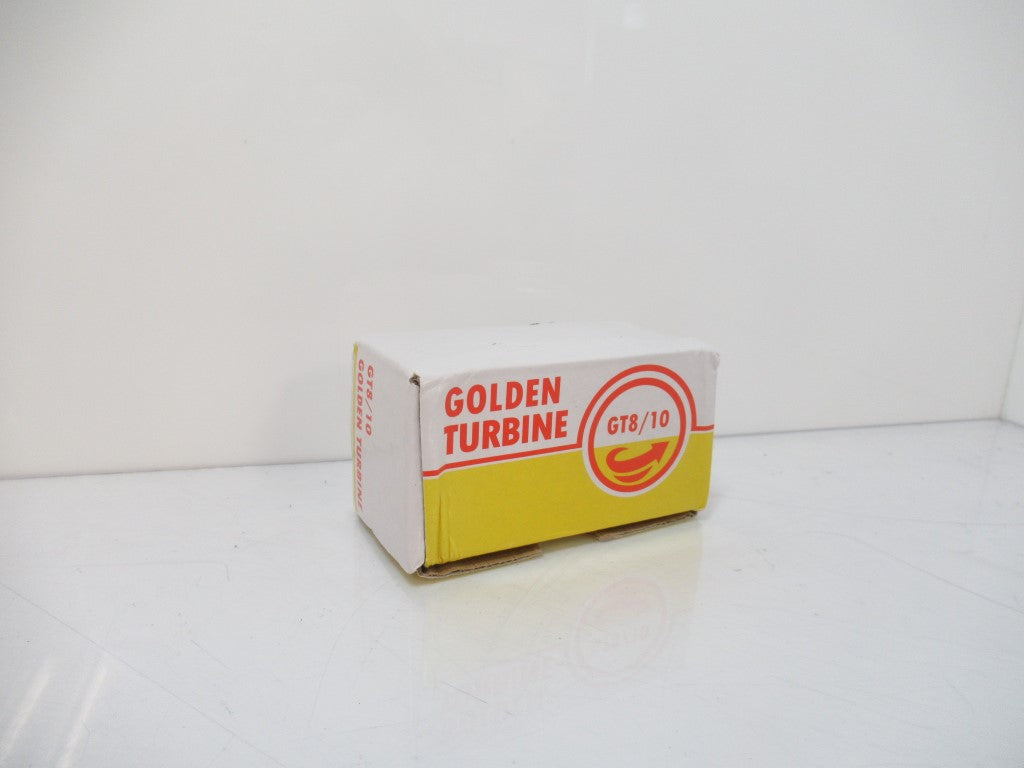 GOLDEN
TURBINE
GT8/10
GT8/10
GOLDEN TURBINE